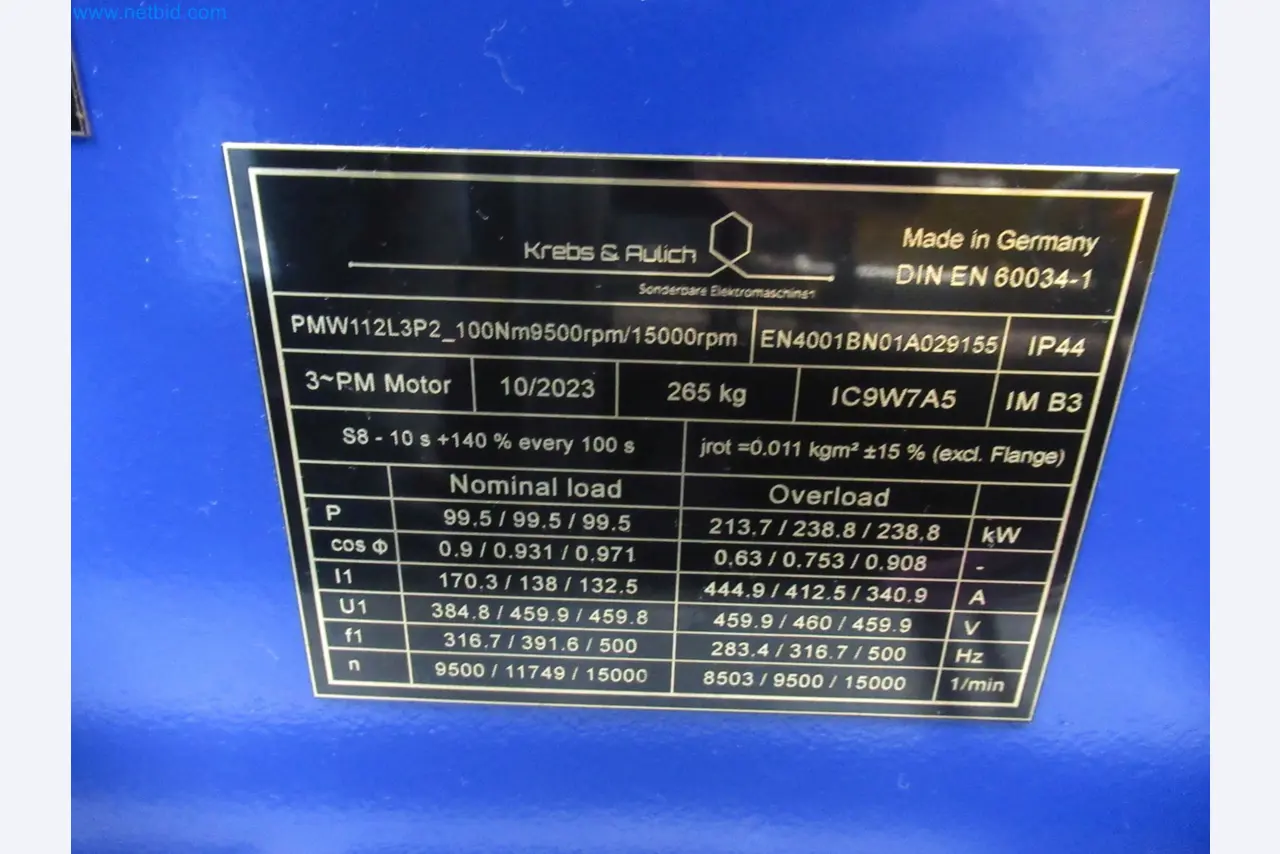 www.netbid.com
Krebs & Aulich
Sonderbare Elektromaschinen
Made in Germany
DIN EN 60034-1
PMW112L3P2_100Nm9500rpm/15000rpm EN4001BN01A029155 IP44
3~PM Motor 10/2023 265 kg IC9W7A5 IM B3
S8 - 10 s +140 % every 100 s jrot =0.011 kgm² ±15 % (excl. Flange)
Nominal load Overload
P 99.5 / 99.5 / 99.5 213.7 / 238.8 / 238.8 kW
cos Φ 0.9 / 0.931 / 0.971 0.63 / 0.753 / 0.908 -
I1 170.3 / 138 / 132.5 444.9 / 412.5 / 340.9 A
U1 384.8 / 459.9 / 459.8 459.9 / 460 / 459.9 V
f1 316.7 / 391.6 / 500 283.4 / 316.7 / 500 Hz
n 9500 / 11749 / 15000 8503 / 9500 / 15000 1/min